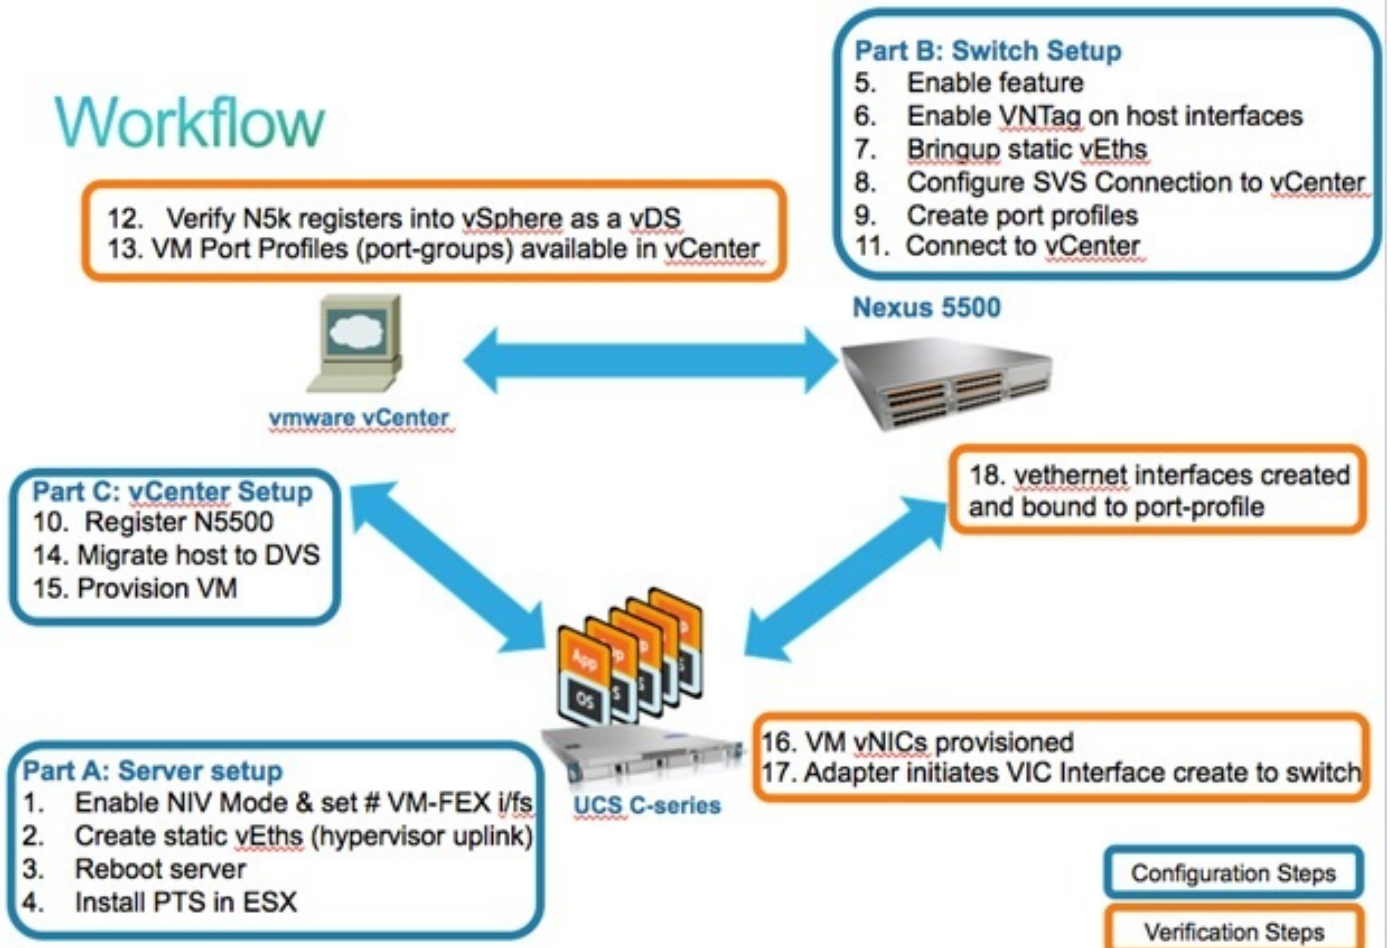 Workflow
Part B: Switch Setup
5. Enable feature
6. Enable VNTag on host interfaces
7. Bringup static vEths
8. Configure SVS Connection to vCenter
9. Create port profiles
11. Connect to vCenter
12. Verify N5k registers into vSphere as a vDS
13. VM Port Profiles (port-groups) available in vCenter
Nexus 5500
vmware vCenter
Part C: vCenter Setup
10. Register N5500
14. Migrate host to DVS
15. Provision VM
18. vethernet interfaces created
and bound to port-profile
App
OS
16. VM vNICs provisioned
17. Adapter initiates VIC Interface create to switch
UCS C-series
Part A: Server setup
1. Enable NIV Mode & set # VM-FEX i/fs
2. Create static vEths (hypervisor uplink)
3. Reboot server
4. Install PTS in ESX
Configuration Steps
Verification Steps